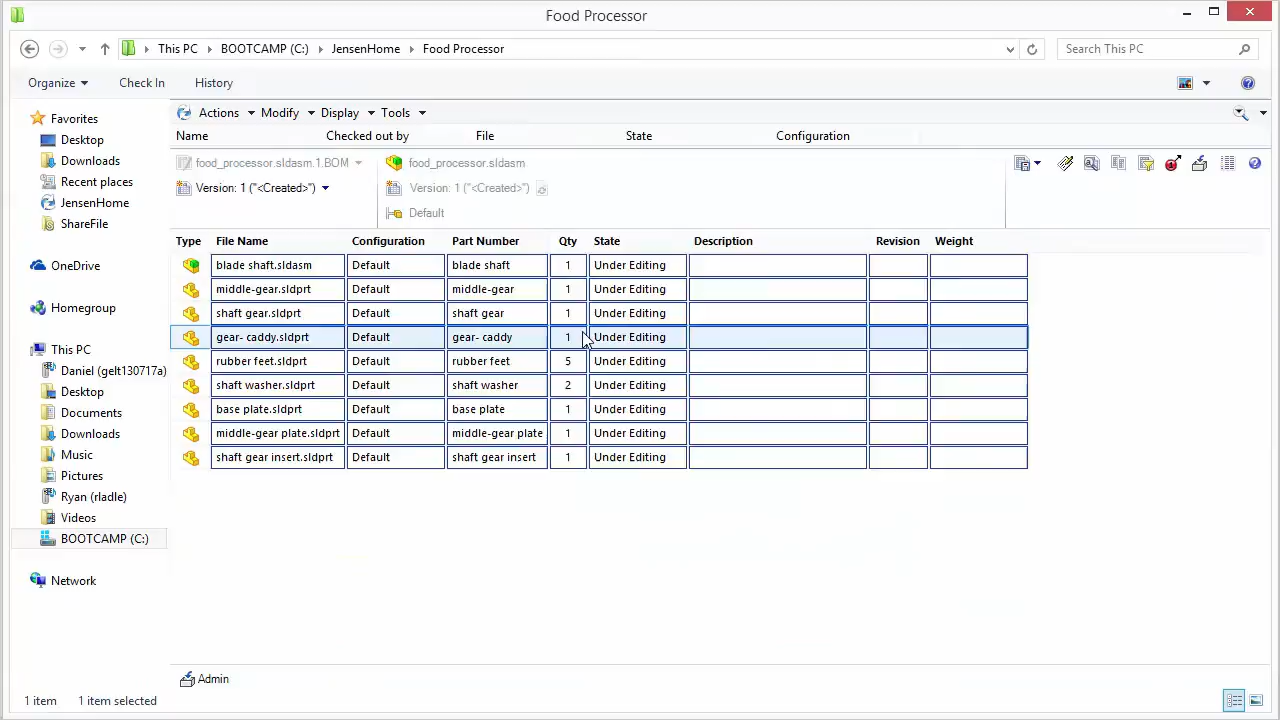 Food Processor
This PC BOOTCAMP (C:) JensenHome Food Processor Search This PC
Organize Check In History
Favorites
Desktop
Downloads
Recent places
JensenHome
ShareFile
OneDrive
Homegroup
This PC
Daniel (gelt130717a)
Desktop
Documents
Downloads
Music
Pictures
Ryan (rladle)
Videos
BOOTCAMP (C:)
Network
Actions Modify Display Tools
Name Checked out by File State Configuration
food_processor.sldasm.1.BOM food_processor.sldasm
Version: 1 ("<Created>") Version: 1 ("<Created>")
Default
Type File Name Configuration Part Number Qty State Description Revision Weight
blade shaft.sldasm Default blade shaft 1 Under Editing
middle-gear.sldprt Default middle-gear 1 Under Editing
shaft gear.sldprt Default shaft gear 1 Under Editing
gear- caddy.sldprt Default gear- caddy 1 Under Editing
rubber feet.sldprt Default rubber feet 5 Under Editing
shaft washer.sldprt Default shaft washer 2 Under Editing
base plate.sldprt Default base plate 1 Under Editing
middle-gear plate.sldprt Default middle-gear plate 1 Under Editing
shaft gear insert.sldprt Default shaft gear insert 1 Under Editing
Admin
1 item 1 item selected